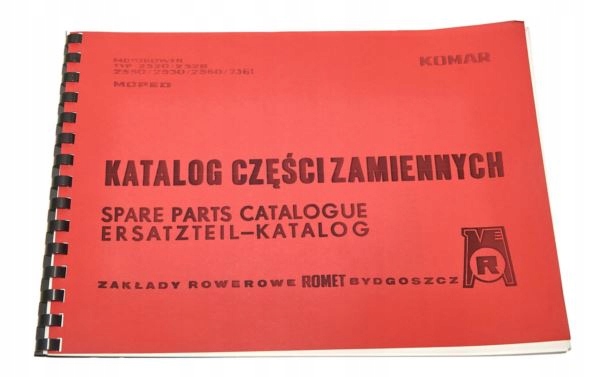 MOTOROWER
KOMAR
TYP 2320/2328
2350/2330/2360/2361
MOPED
KATALOG CZĘŚCI ZAMIENNYCH
SPARE PARTS CATALOGUE
ERSATZTEIL–KATALOG
ZAKŁADY ROWEROWE ROMET BYDGOSZCZ
R